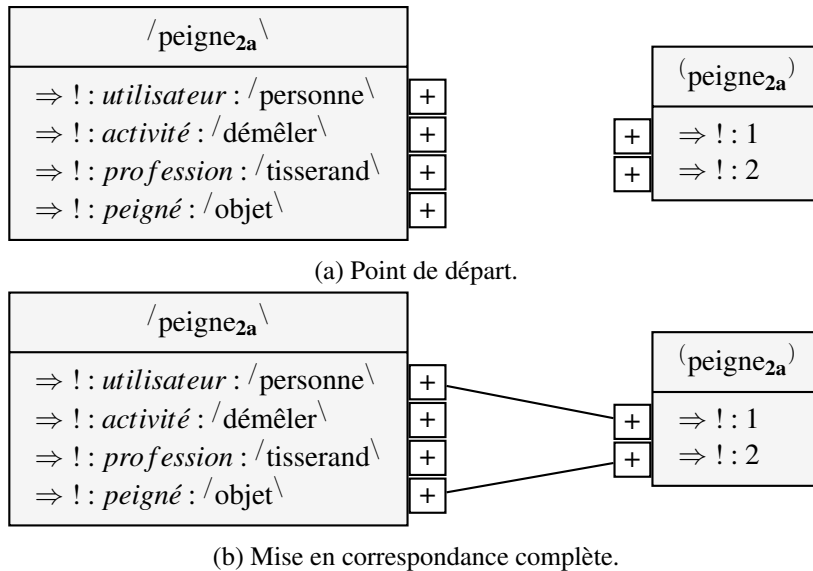 /peigne2a\
⇒ ! : utilisateur : /personne\ +
⇒ ! : activité : /démêler\ +
⇒ ! : profession : /tisserand\ +
⇒ ! : peigné : /objet\ +
(peigne2a)
+ ⇒ ! : 1
+ ⇒ ! : 2
(a) Point de départ.
/peigne2a\
⇒ ! : utilisateur : /personne\ +
⇒ ! : activité : /démêler\ +
⇒ ! : profession : /tisserand\ +
⇒ ! : peigné : /objet\ +
(peigne2a)
+ ⇒ ! : 1
+ ⇒ ! : 2
(b) Mise en correspondance complète.